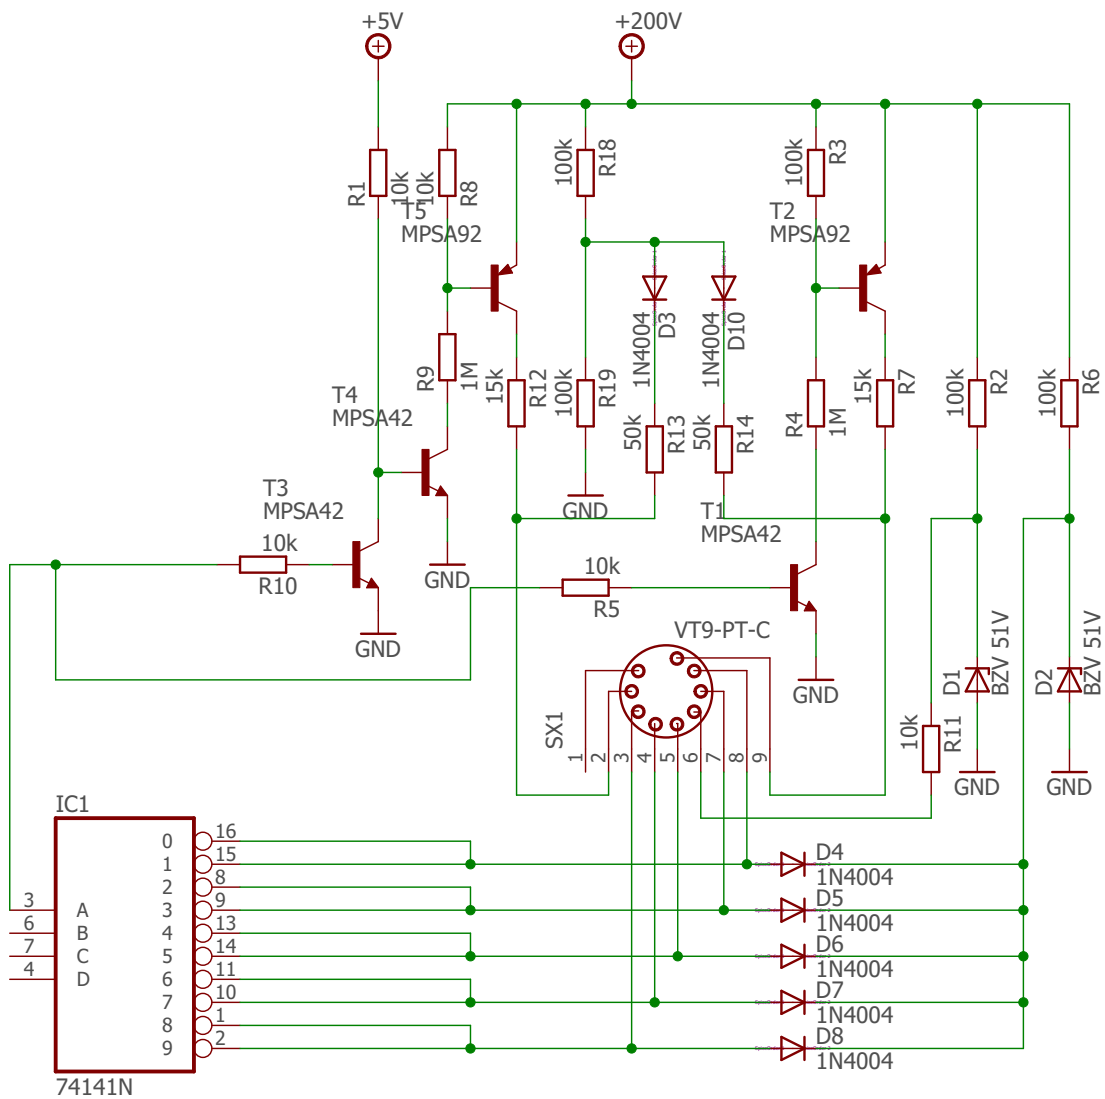 +5V
+200V
R1
10k
10k
R8
100k
R18
100k
R3
T5
MPSA92
T2
MPSA92
1N4004
D3
1N4004
D10
R9
1M
15k
R12
100k
R19
50k
R13
50k
R14
R4
1M
15k
R7
100k
R2
100k
R6
T4
MPSA42
T3
MPSA42
GND
T1
MPSA42
10k
R10
GND
10k
R5
GND
VT9-PT-C
GND
D1
BZV 51V
D2
BZV 51V
SX1
1
2
3
4
5
6
7
8
9
10k
R11
GND
GND
IC1
0
16
1
15
D4
1N4004
2
8
3
A
3
9
D5
1N4004
6
B
4
13
7
C
5
14
D6
1N4004
4
D
6
11
7
10
D7
1N4004
8
1
9
2
D8
1N4004
74141N